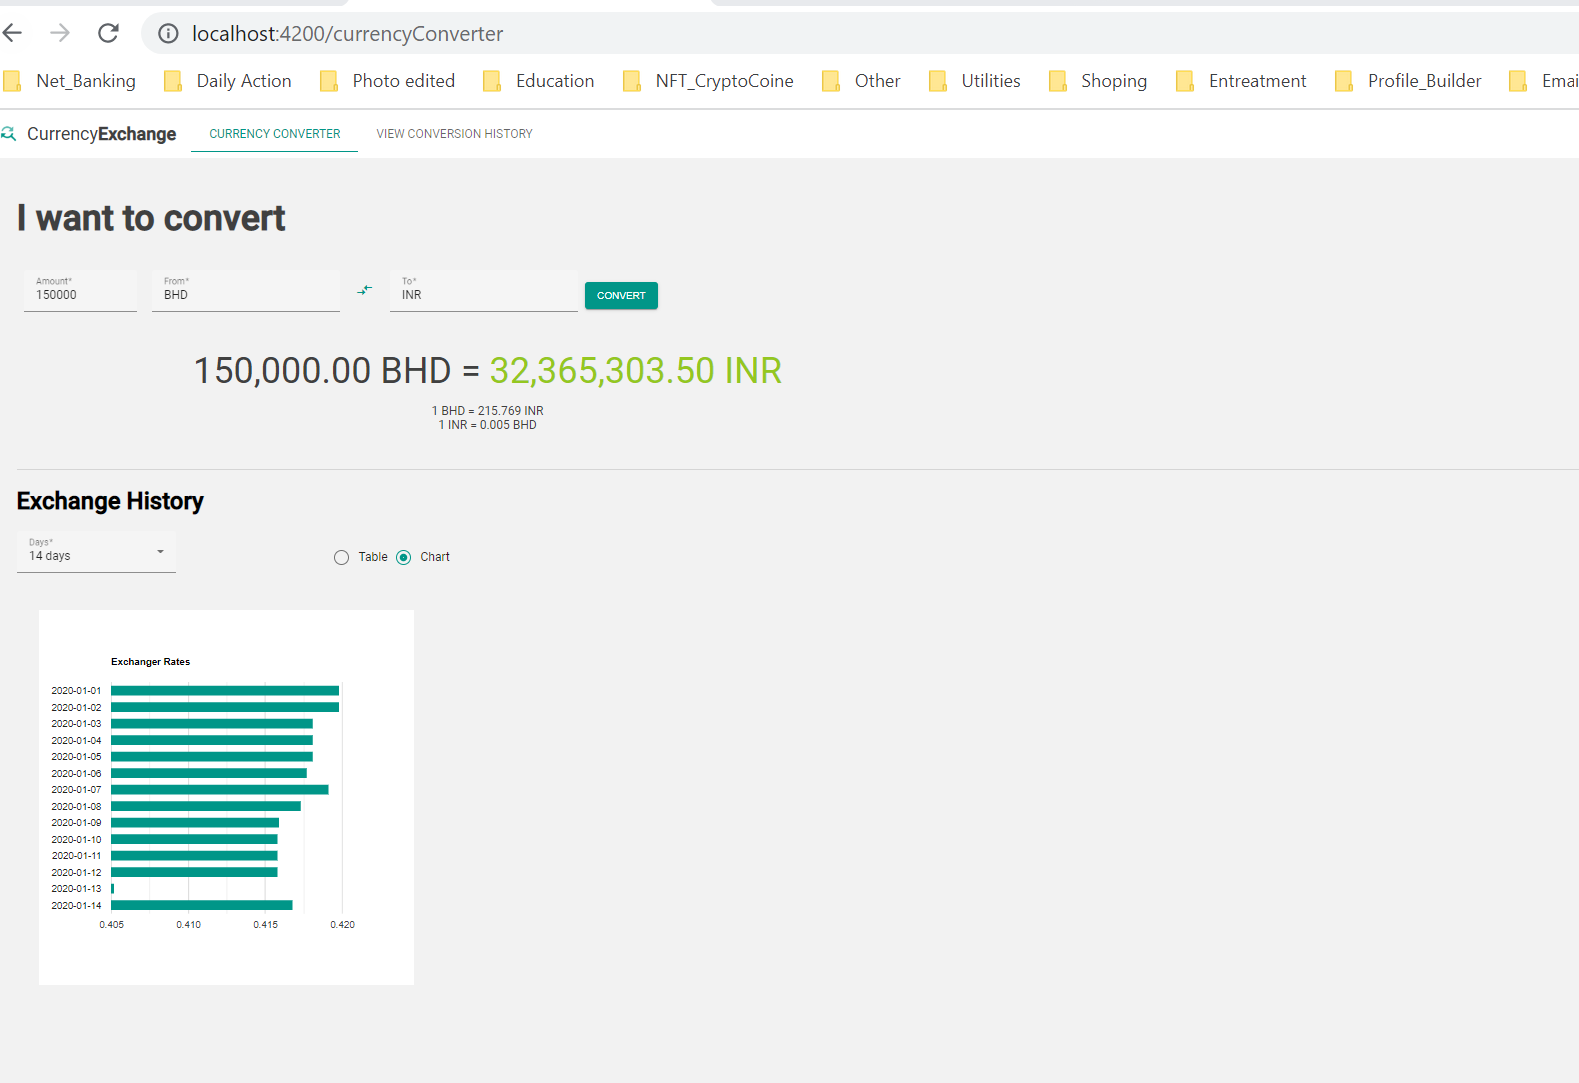 localhost:4200/currencyConverter
Net_Banking Daily Action Photo edited Education NFT_CryptoCoine Other Utilities Shoping Entreatment Profile_Builder Emai
CurrencyExchange CURRENCY CONVERTER VIEW CONVERSION HISTORY
I want to convert
Amount* From* To*
150000 BHD INR CONVERT
150,000.00 BHD = 32,365,303.50 INR
1 BHD = 215.769 INR
1 INR = 0.005 BHD
Exchange History
Days*
14 days Table Chart
Exchanger Rates
2020-01-01
2020-01-02
2020-01-03
2020-01-04
2020-01-05
2020-01-06
2020-01-07
2020-01-08
2020-01-09
2020-01-10
2020-01-11
2020-01-12
2020-01-13
2020-01-14
0.405 0.410 0.415 0.420